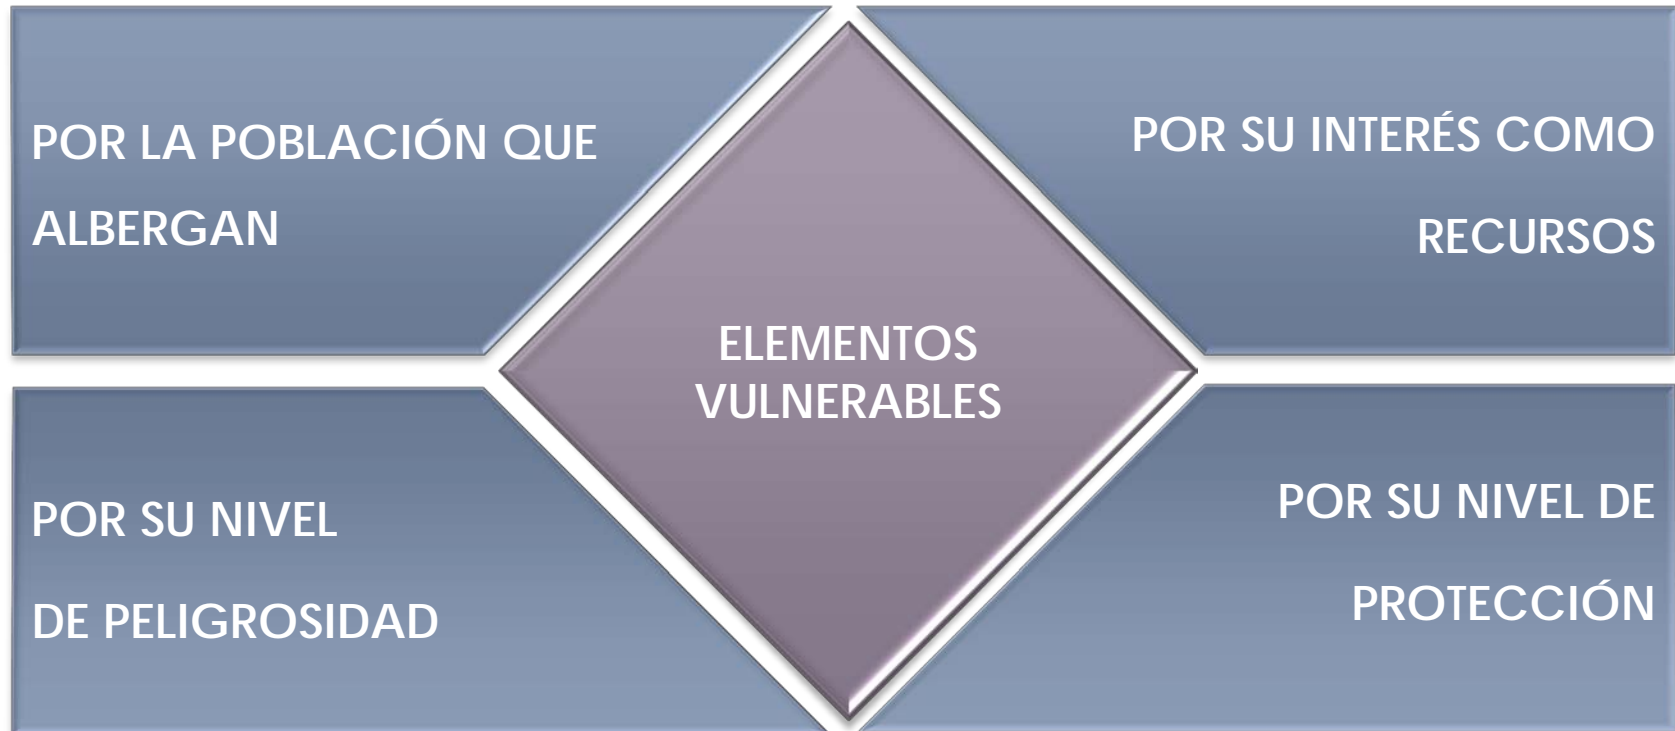 POR LA POBLACIÓN QUE
ALBERGAN
POR SU INTERÉS COMO
RECURSOS
ELEMENTOS
VULNERABLES
POR SU NIVEL
DE PELIGROSIDAD
POR SU NIVEL DE
PROTECCIÓN